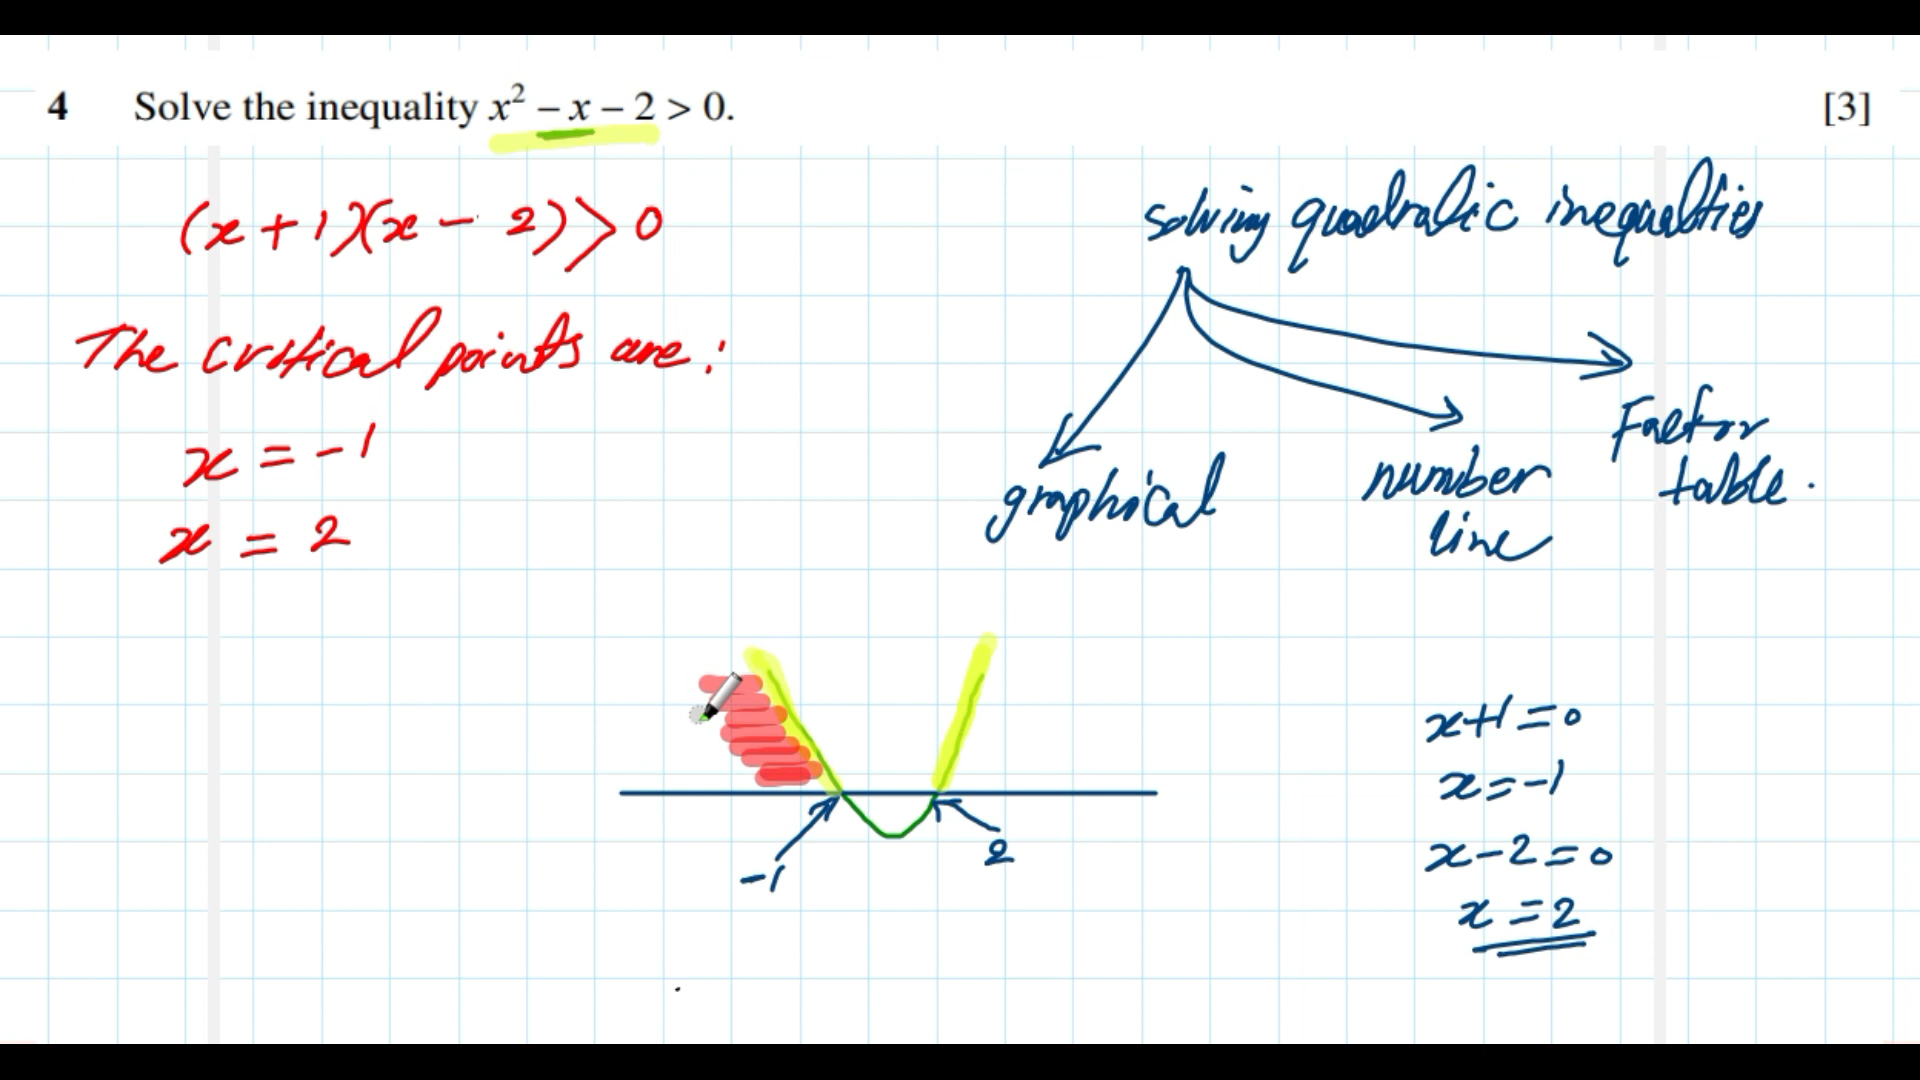 4 Solve the inequality x² – x – 2 > 0. [3]
(x + 1)(x – 2) > 0
The critical points are:
x = -1
x = 2
solving quadratic inequalties
graphical
number
line
Factor
table.
-1
2
x+1=0
x=-1
x-2=0
x=2